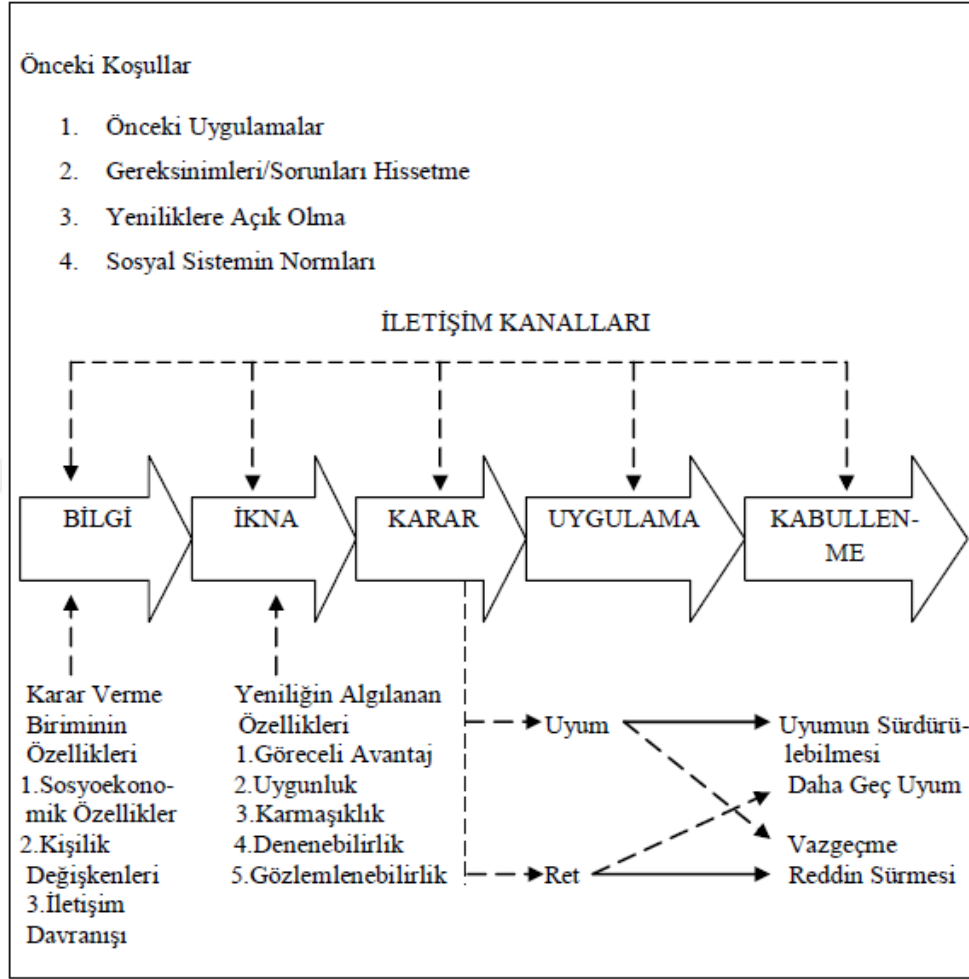 Önceki Koşullar
1. Önceki Uygulamalar
2. Gereksinimleri/Sorunları Hissetme
3. Yeniliklere Açık Olma
4. Sosyal Sistemin Normları
İLETİŞİM KANALLARI
BİLGİ
İKNA
KARAR
UYGULAMA
KABULLEN-
ME
Karar Verme
Biriminin
Özellikleri
1.Sosyoekono-
mik Özellikler
2.Kişilik
Değişkenleri
3.İletişim
Davranışı
Yeniliğin Algılanan
Özellikleri
1.Göreceli Avantaj
2.Uygunluk
3.Karmaşıklık
4.Denenebilirlik
5.Gözlemlenebilirlik
Uyum
Ret
Uyumun Sürdürü-
lebilmesi
Daha Geç Uyum
Vazgeçme
Reddin Sürmesi